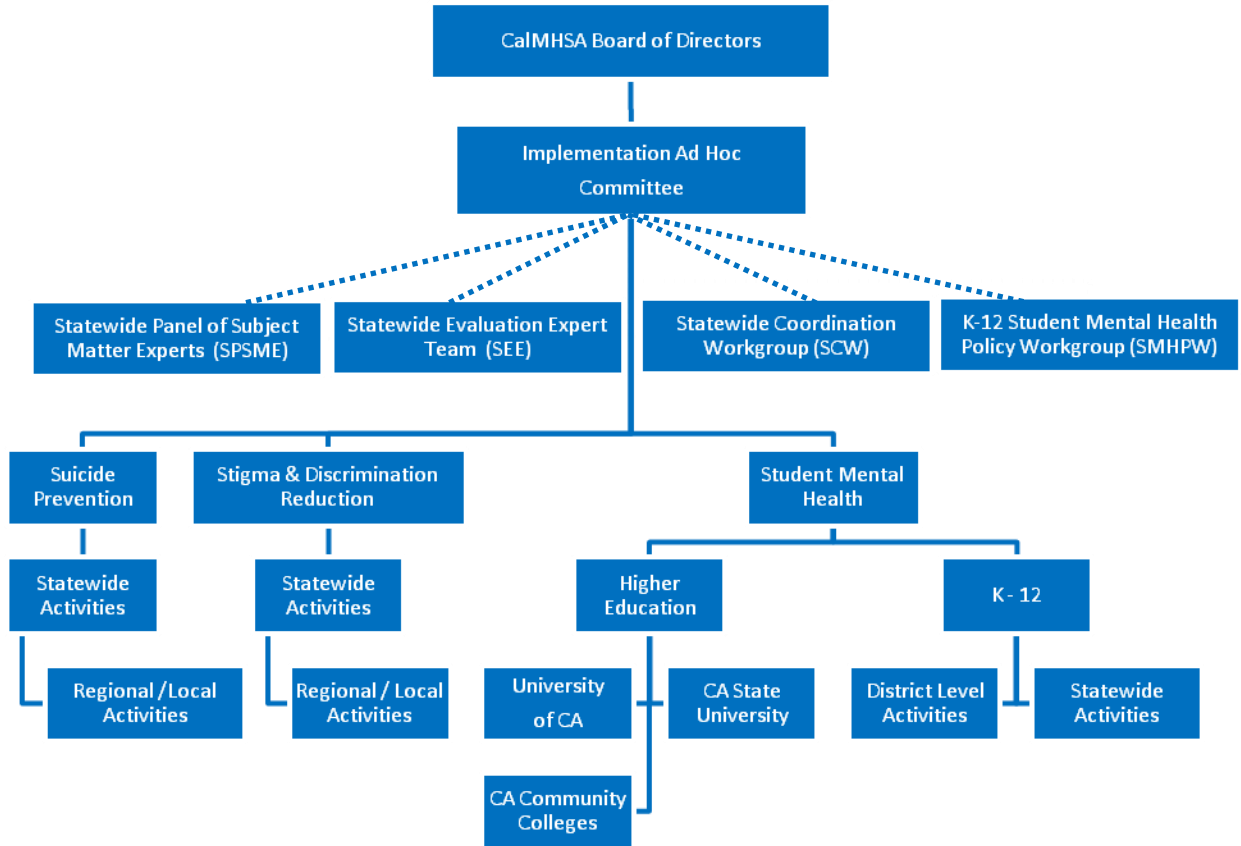 CalMHSA Board of Directors
Implementation Ad Hoc
Committee
Statewide Panel of Subject
Matter Experts (SPSME)
Statewide Evaluation Expert
Team (SEE)
Statewide Coordination
Workgroup (SCW)
K-12 Student Mental Health
Policy Workgroup (SMHPW)
Suicide
Prevention
Stigma & Discrimination
Reduction
Student Mental
Health
Statewide
Activities
Statewide
Activities
Higher
Education
K - 12
Regional /Local
Activities
Regional / Local
Activities
University
of CA
CA State
University
District Level
Activities
Statewide
Activities
CA Community
Colleges